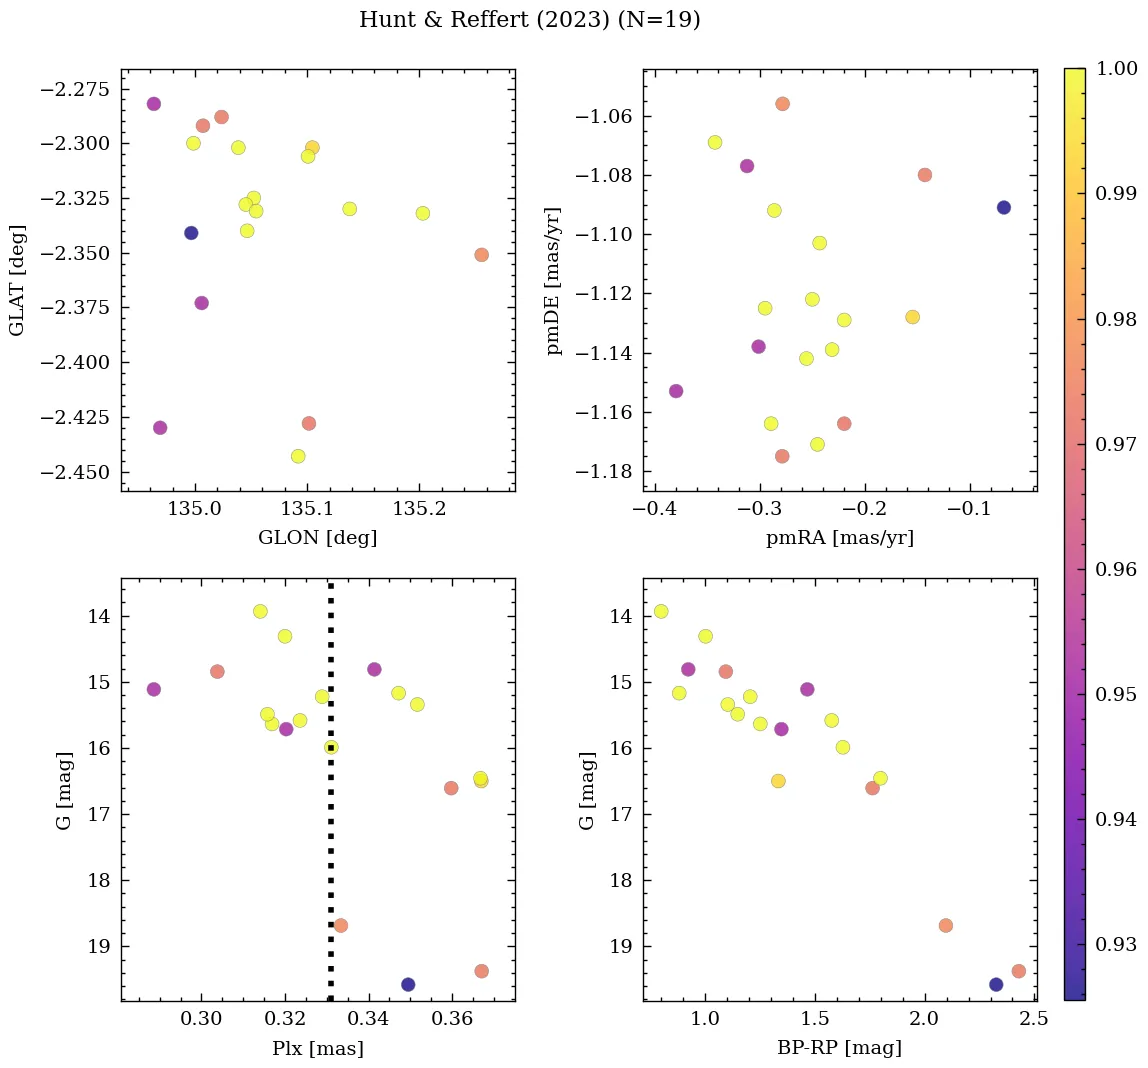 Hunt & Reffert (2023) (N=19)
−2.275
−2.300
−2.325
−2.350
−2.375
−2.400
−2.425
−2.450
GLAT [deg]
135.0 135.1 135.2
GLON [deg]
−1.06
−1.08
−1.10
−1.12
−1.14
−1.16
−1.18
pmDE [mas/yr]
−0.4 −0.3 −0.2 −0.1
pmRA [mas/yr]
14
15
16
17
18
19
G [mag]
0.30 0.32 0.34 0.36
Plx [mas]
14
15
16
17
18
19
G [mag]
1.0 1.5 2.0 2.5
BP-RP [mag]
1.00
0.99
0.98
0.97
0.96
0.95
0.94
0.93